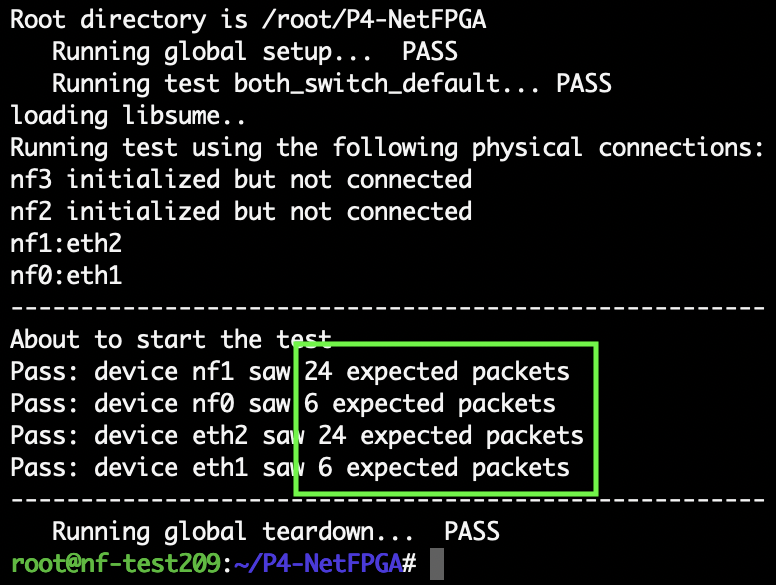 Root directory is /root/P4-NetFPGA
Running global setup... PASS
Running test both_switch_default... PASS
loading libsume..
Running test using the following physical connections:
nf3 initialized but not connected
nf2 initialized but not connected
nf1:eth2
nf0:eth1
------------------------------------------------------
About to start the test
Pass: device nf1 saw 24 expected packets
Pass: device nf0 saw 6 expected packets
Pass: device eth2 saw 24 expected packets
Pass: device eth1 saw 6 expected packets
------------------------------------------------------
Running global teardown... PASS
root@nf-test209:~/P4-NetFPGA#